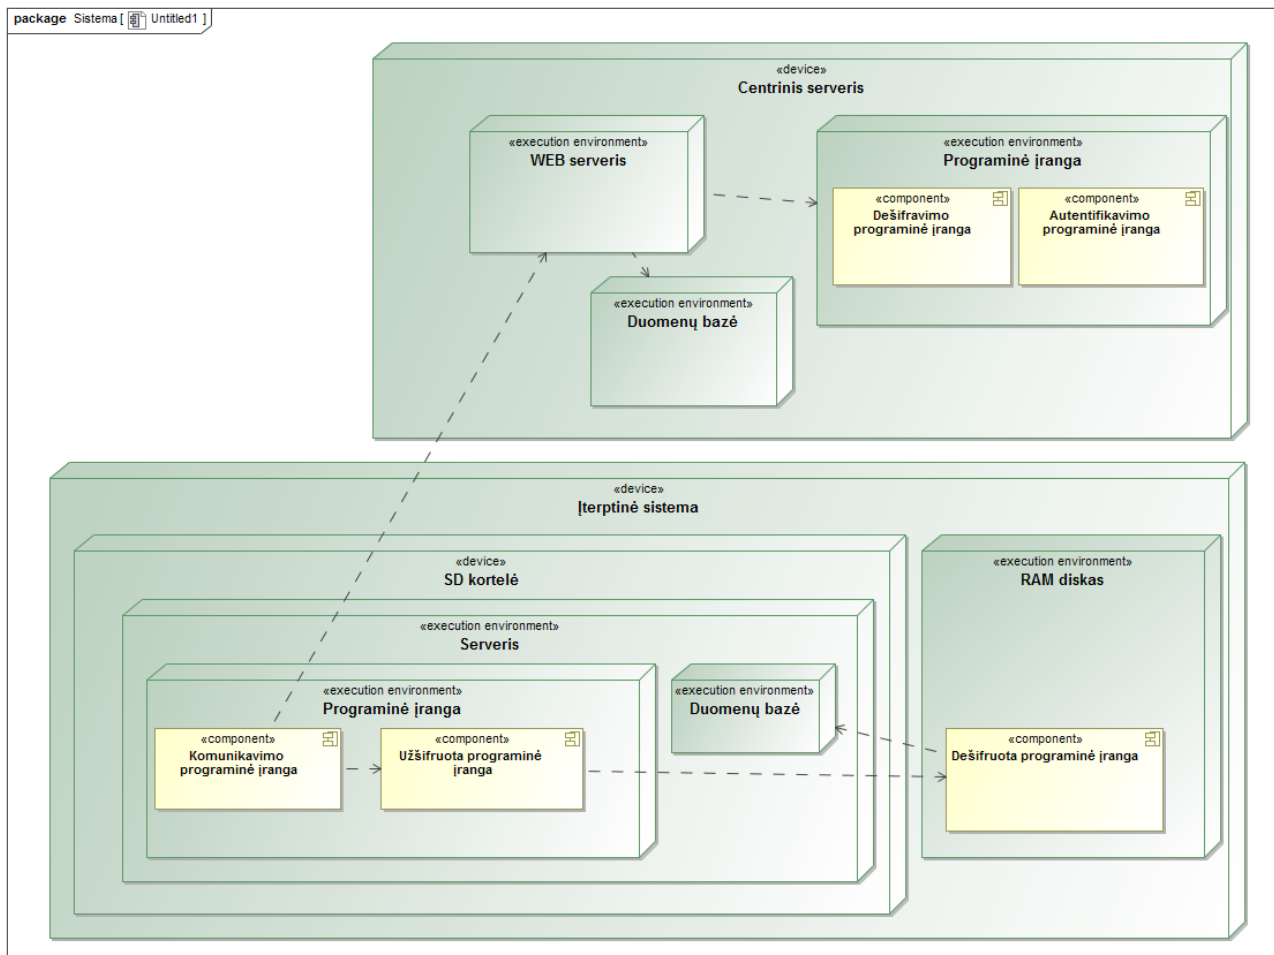 package Sistema [ Untitled1 ]
«device»
Centrinis serveris
«execution environment»
WEB serveris
«execution environment»
Programinė įranga
«component»
Dešifravimo
programinė įranga
«component»
Autentifikavimo
programinė įranga
«execution environment»
Duomenų bazė
«device»
Įterptinė sistema
«device»
SD kortelė
«execution environment»
Serveris
«execution environment»
Programinė įranga
«component»
Komunikavimo
programinė įranga
«component»
Užšifruota programinė
įranga
«execution environment»
Duomenų bazė
«execution environment»
RAM diskas
«component»
Dešifruota programinė įranga